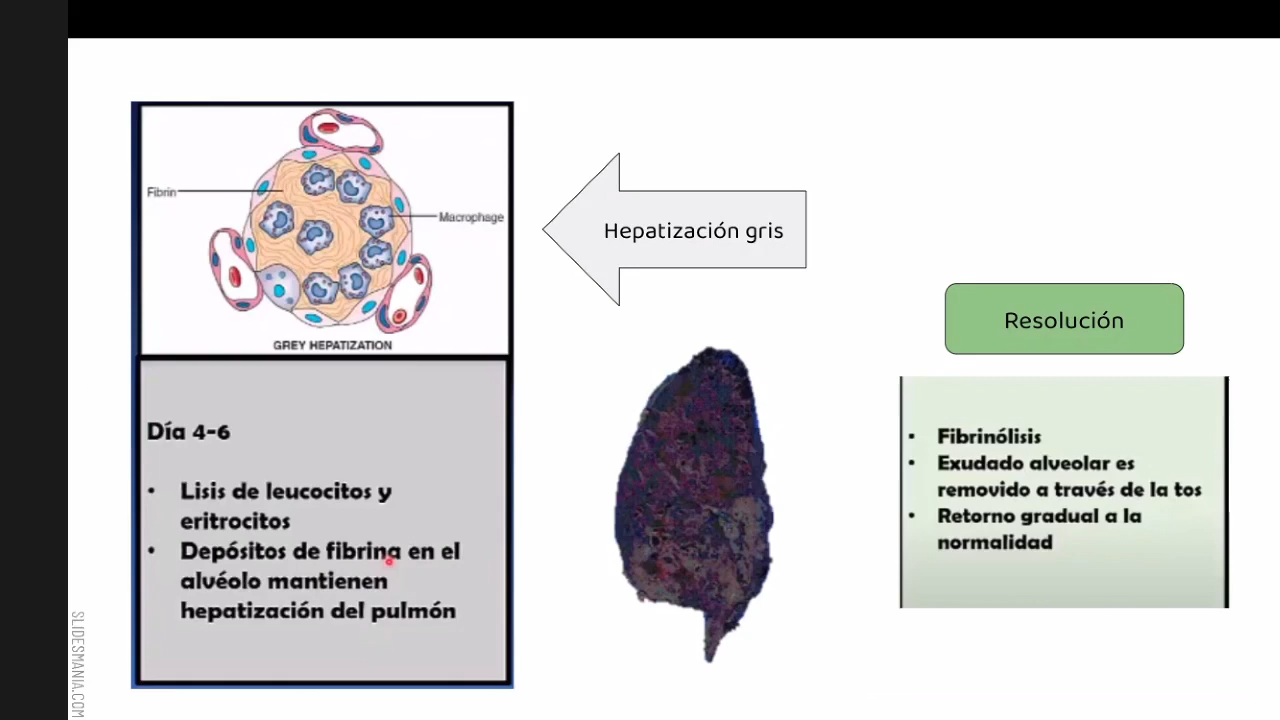 Fibrin
Macrophage
GREY HEPATIZATION
Día 4-6
• Lisis de leucocitos y
eritrocitos
• Depósitos de fibrina en el
alvéolo mantienen
hepatización del pulmón
Hepatización gris
Resolución
• Fibrinólisis
• Exudado alveolar es
removido a través de la tos
• Retorno gradual a la
normalidad
SLIDESMANIA.COM